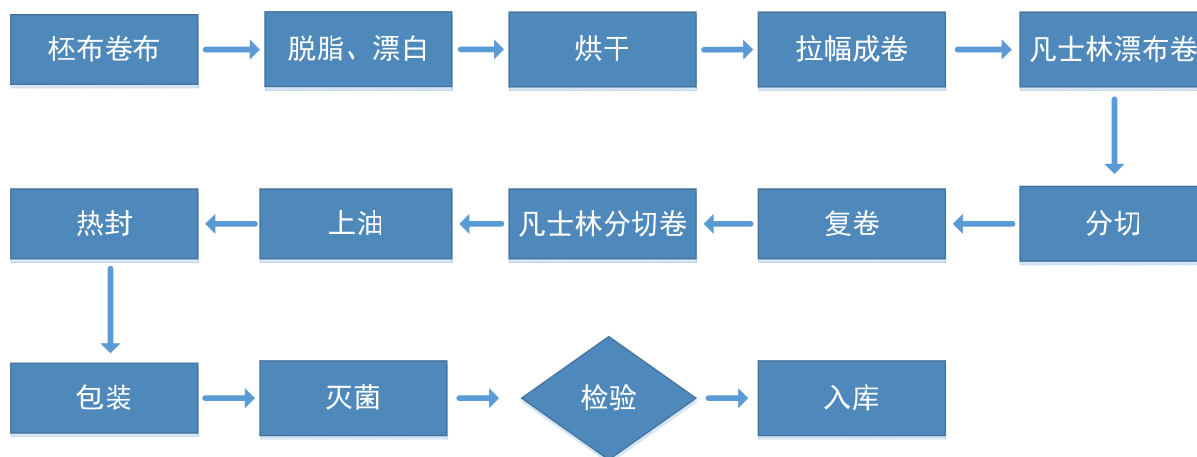 柸布卷布
脱脂、漂白
烘干
拉幅成卷
凡士林漂布卷
分切
复卷
凡士林分切卷
上油
热封
包装
灭菌
检验
入库